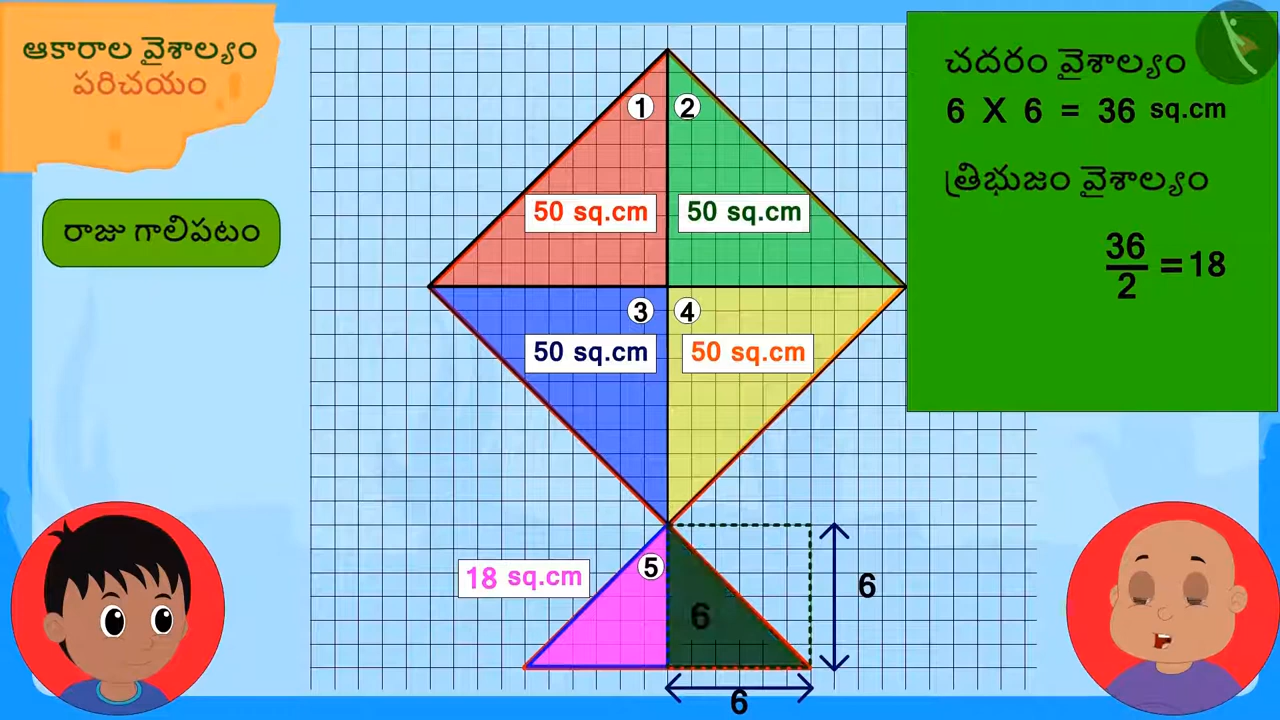 ఆకారాల వైశాల్యం
పరిచయం
రాజు గాలిపటం
1
2
50 sq.cm
50 sq.cm
3
4
50 sq.cm
50 sq.cm
18 sq.cm
5
6
6
6
చదరం వైశాల్యం
6 X 6 = 36 sq.cm
త్రిభుజం వైశాల్యం
36
2
=18